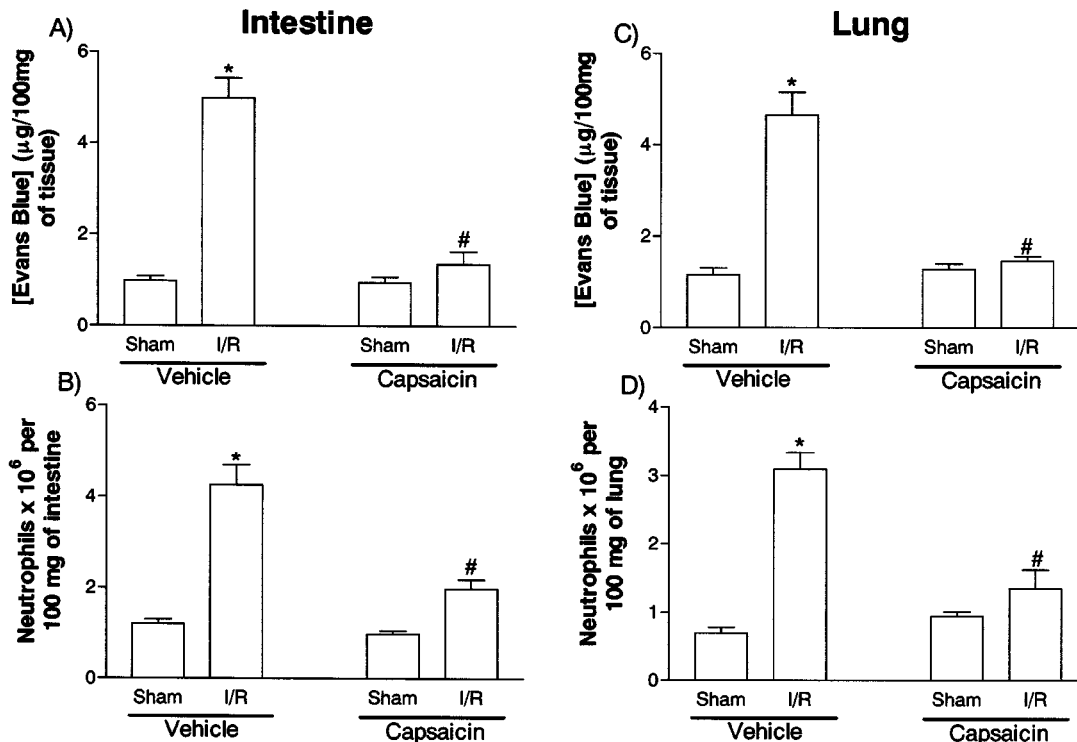 Intestine
A)
[Evans Blue] (μg/100mg
of tissue)
6
4
2
0
*
#
Sham I/R Sham I/R
Vehicle Capsaicin
B)
Neutrophils x 10⁶ per
100 mg of intestine
6
4
2
0
*
#
Sham I/R Sham I/R
Vehicle Capsaicin
Lung
C)
[Evans Blue] (μg/100mg
of tissue)
6
4
2
0
*
#
Sham I/R Sham I/R
Vehicle Capsaicin
D)
Neutrophils x 10⁶ per
100 mg of lung
4
3
2
1
0
*
#
Sham I/R Sham I/R
Vehicle Capsaicin